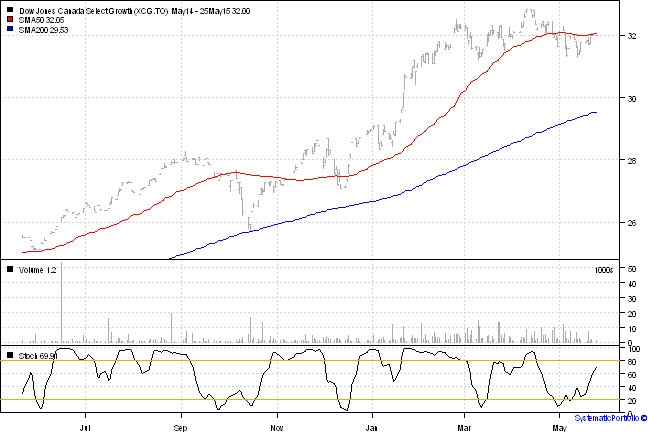 Dow Jones Canada Select Growth (XCG.TO) May14 - 25May15 32.00
SMA50 32.05
SMA200 29.53
32
30
28
26
Volume 1.2
1000s
50
40
30
20
10
0
Stoch 69.91
100
80
60
40
20
0
Jul Sep Nov Jan Mar May
SystematicPortfolio ©